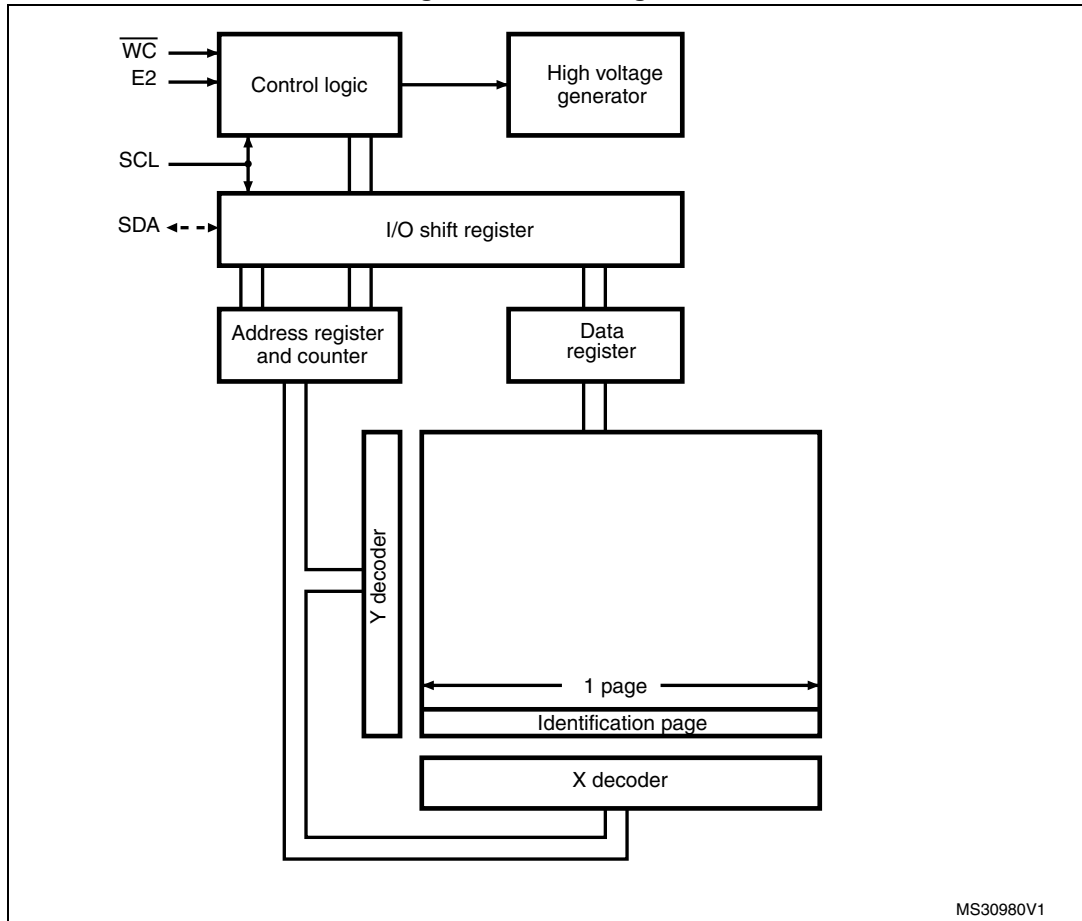 WC
E2
Control logic
High voltage
generator
SCL
SDA
I/O shift register
Address register
and counter
Data
register
Y decoder
1 page
Identification page
X decoder
MS30980V1